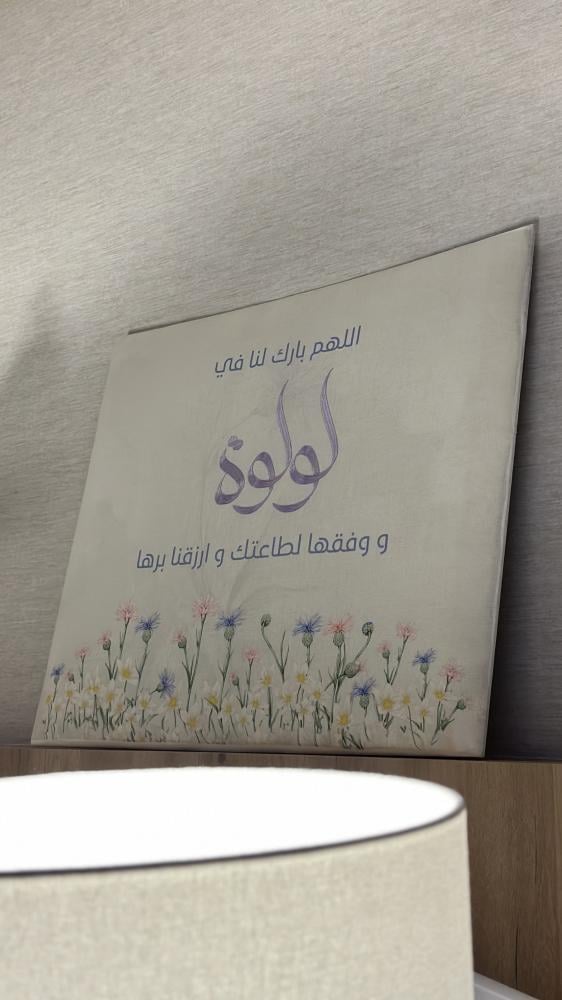 اللهم بارك لنا في
لولوة
و وفقها لطاعتك و ارزقنا برها